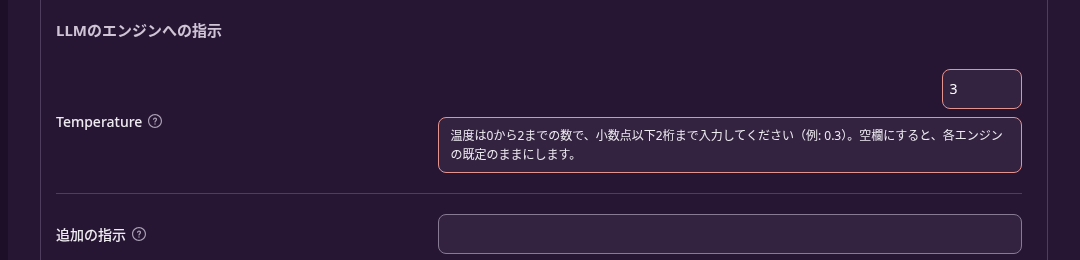 LLMのエンジンへの指示
3
Temperature ?
温度は0から2までの数で、小数点以下2桁まで入力してください（例: 0.3）。空欄にすると、各エンジン
の既定のままにします。
追加の指示 ?